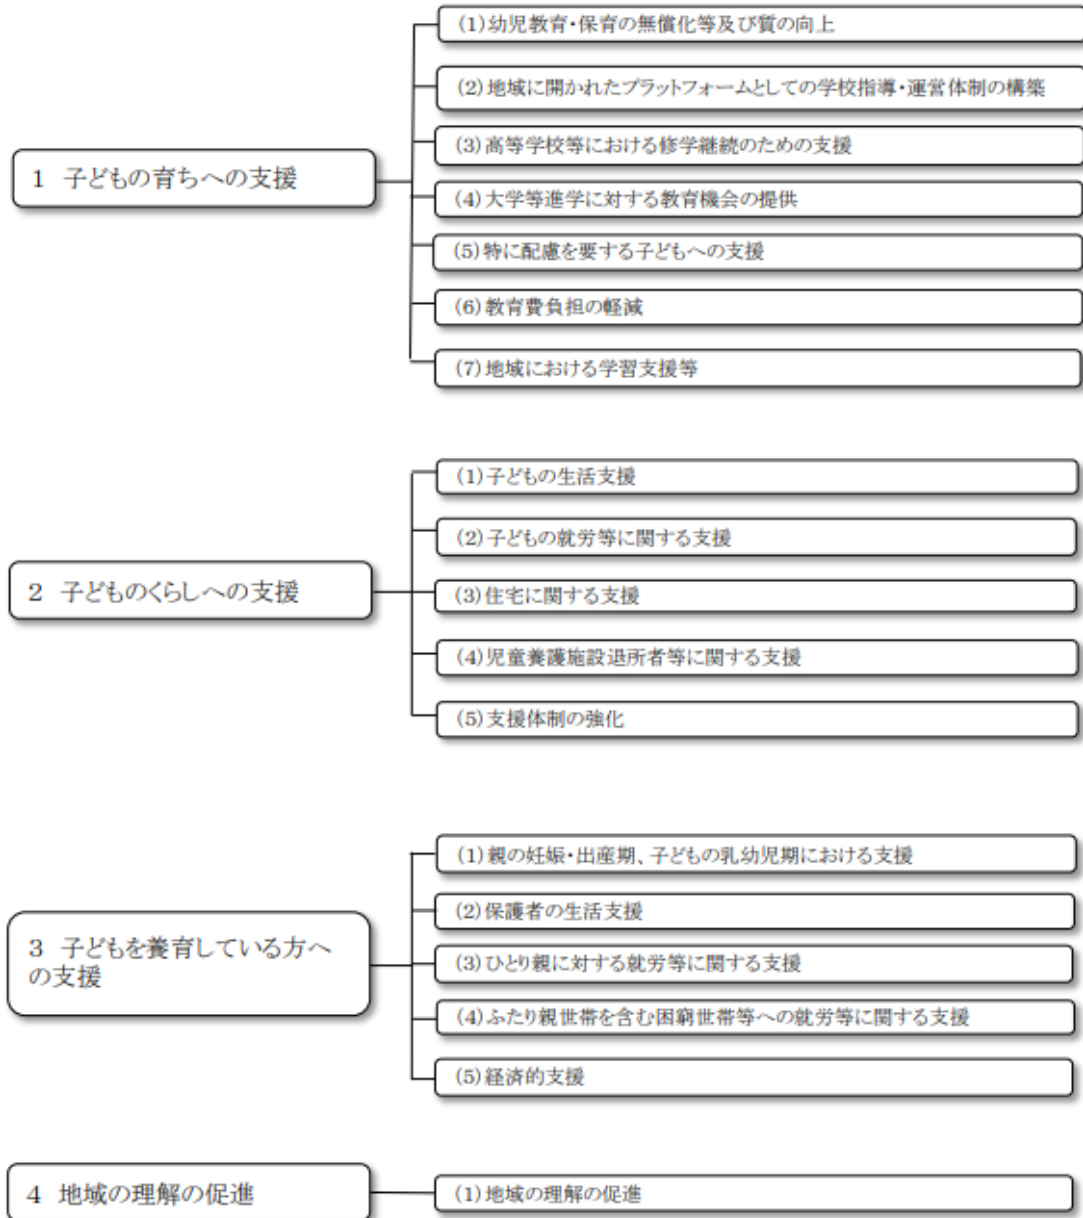 1 子どもの育ちへの支援
(1)幼児教育・保育の無償化等及び質の向上
(2)地域に開かれたプラットフォームとしての学校指導・運営体制の構築
(3)高等学校等における修学継続のための支援
(4)大学等進学に対する教育機会の提供
(5)特に配慮を要する子どもへの支援
(6)教育費負担の軽減
(7)地域における学習支援等
2 子どものくらしへの支援
(1)子どもの生活支援
(2)子どもの就労等に関する支援
(3)住宅に関する支援
(4)児童養護施設退所者等に関する支援
(5)支援体制の強化
3 子どもを養育している方へ
の支援
(1)親の妊娠・出産期、子どもの乳幼児期における支援
(2)保護者の生活支援
(3)ひとり親に対する就労等に関する支援
(4)ふたり親世帯を含む困窮世帯等への就労等に関する支援
(5)経済的支援
4 地域の理解の促進
(1)地域の理解の促進